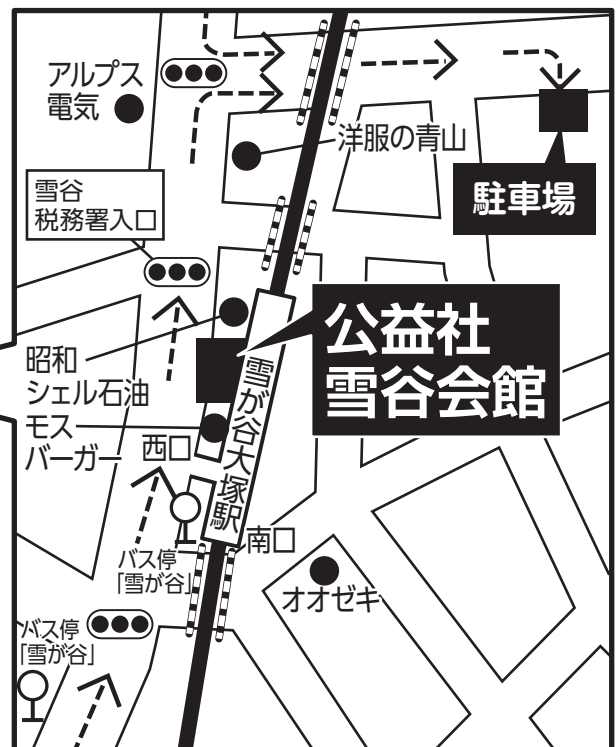 アルプス
電気
洋服の青山
雪谷
税務署入口
駐車場
公益社
雪谷会館
昭和
シェル石油
モス
バーガー
雪が谷大塚駅
西口
南口
バス停
「雪が谷」
オオゼキ
バス停
「雪が谷」